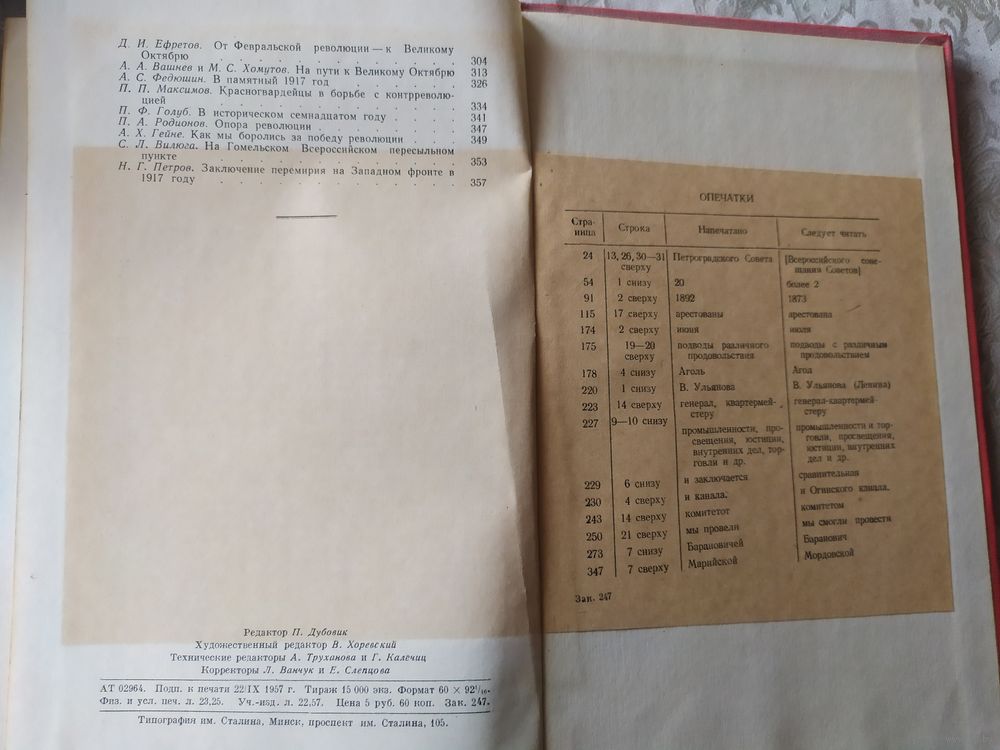 Д. И. Ефретов. От Февральской революции — к Великому
Октябрю . . . . . . . . . . 304
А. А. Вашнев и М. С. Хомутов. На пути к Великому Октябрю 313
А. С. Федюшин. В памятный 1917 год . . . . . . . 326
П. П. Максимов. Красногвардейцы в борьбе с контрреволю-
цией . . . . . . . . . . . 334
П. Ф. Голуб. В историческом семнадцатом году . . . . 341
П. А. Родионов. Опора революции . . . . . . . . 347
А. Х. Гейне. Как мы боролись за победу революции . . . 349
С. Л. Вилюга. На Гомельском Всероссийском пересыльном
пункте . . . . . . . . . . 353
Н. Г. Петров. Заключение перемирия на Западном фронте в
1917 году . . . . . . . . . 357
Редактор П. Дубовик
Художественный редактор В. Хоревский
Технические редакторы А. Труханова и Г. Калечиц
Корректоры Л. Ванчук и Е. Слепцова
АТ 02964. Подп. к печати 22/IX 1957 г. Тираж 15 000 экз. Формат 60 × 92¹/₁₆.
Физ. и усл. печ. л. 23,25. Уч.-изд. л. 22,57. Цена 5 руб. 60 коп. Зак. 247.
Типография им. Сталина, Минск, проспект им. Сталина, 105.
ОПЕЧАТКИ
Стра-
ница Строка Напечатано Следует читать
24 13, 26, 30—31 Петроградского Совета [Всероссийского сове-
сверху щания Советов]
54 1 снизу 20 более 2
91 2 сверху 1892 1873
115 17 сверху арестованы арестована
174 2 сверху июня июля
175 19—20 подводы различного подводы с различным
сверху продовольствия продовольствием
178 4 снизу Аголь Агол
220 1 снизу В. Ульянова В. Ульянова (Ленина)
223 14 сверху генерал, квартермей- генерал-квартермей-
стеру стеру
227 9—10 снизу промышленности, про- промышленности и тор-
свещения, юстиции, говли, просвещения,
внутренних дел, тор- юстиции, внутренних
говли и др. дел и др.
229 6 снизу и заключается сравнительная
230 4 сверху и канала. и Огинского канала.
243 14 сверху комитетот комитетом
250 21 сверху мы провели мы смогли провести
273 7 снизу Барановичей Баранович
347 7 сверху Марийской Мордовской
Зак. 247